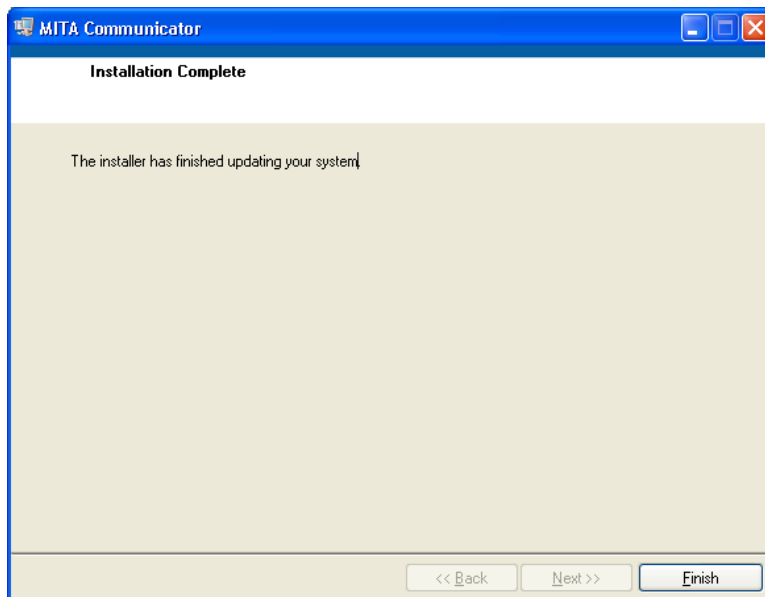 MITA Communicator
Installation Complete
The installer has finished updating your system.
<< Back Next >> Finish